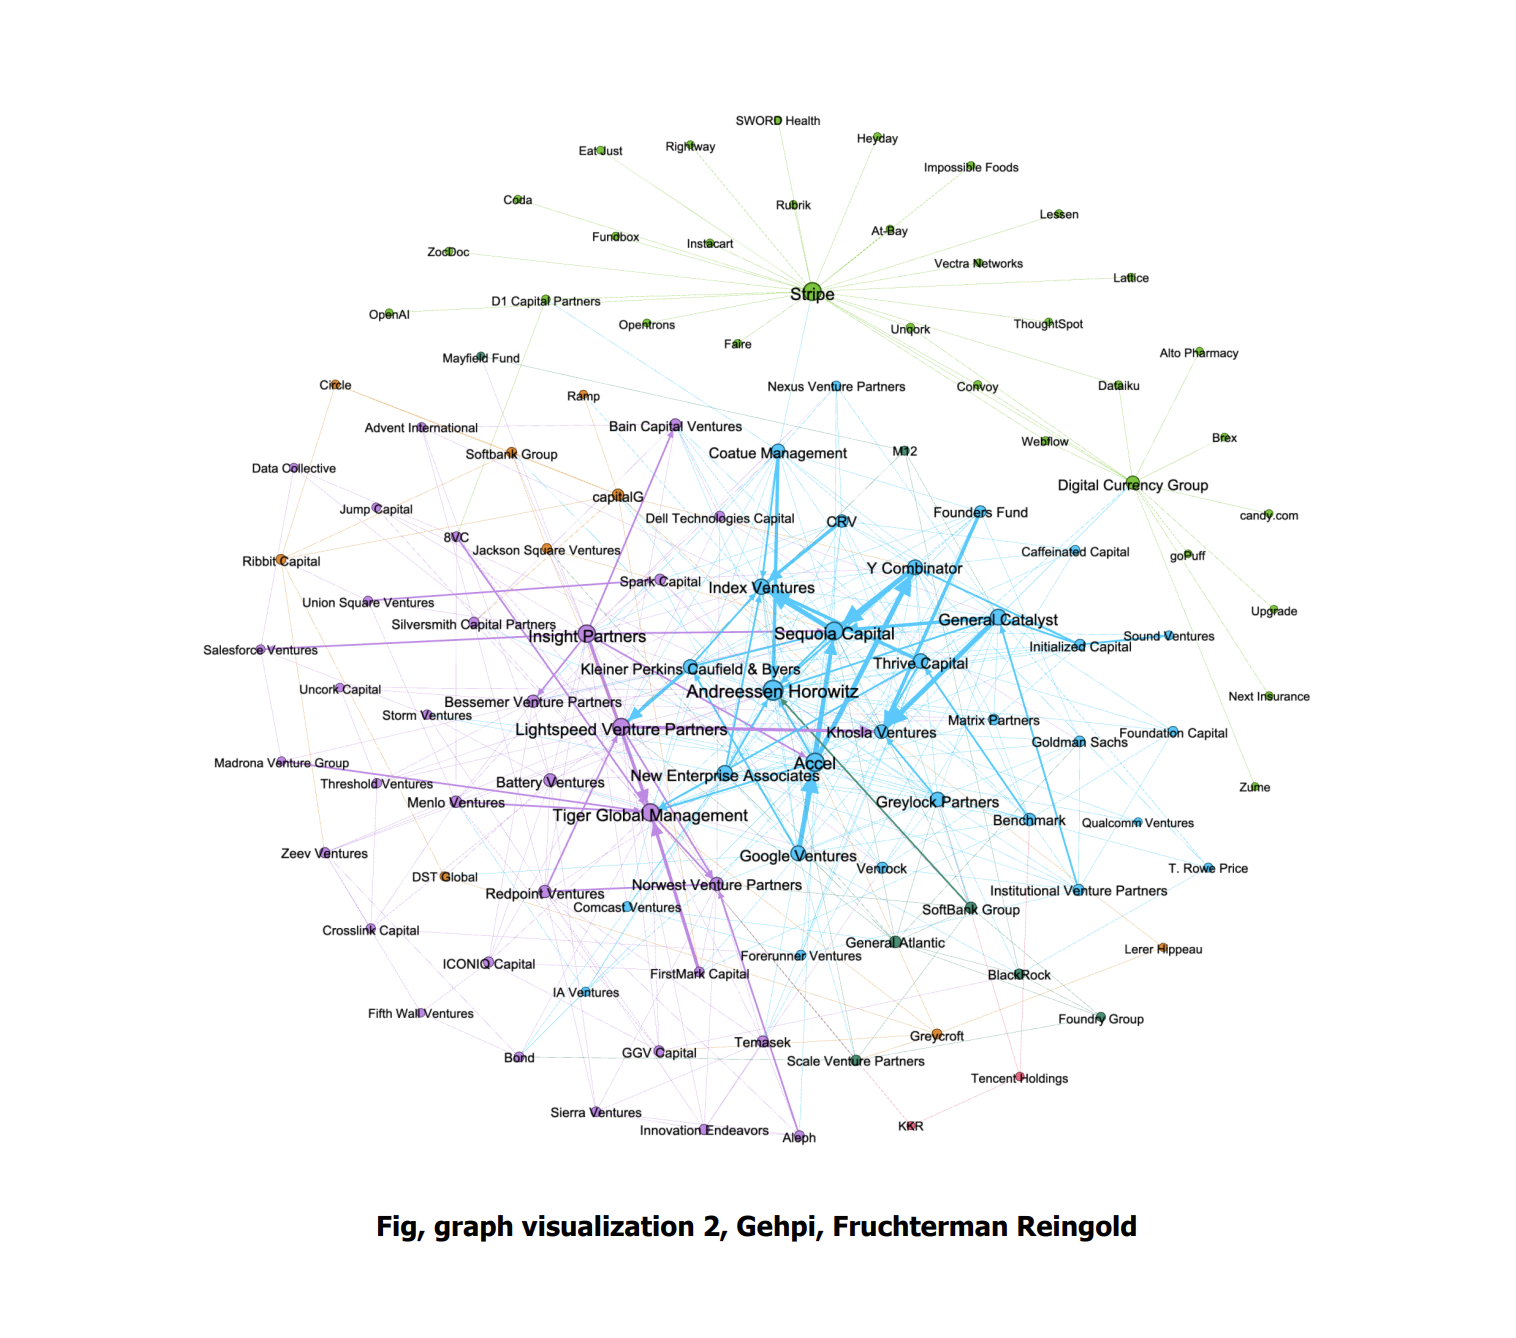 SWORD Health
Heyday
Rightway
Eat Just
Impossible Foods
Coda
Rubrik
Lessen
At-Bay
Fundbox
Instacart
ZocDoc
Vectra Networks
Lattice
Stripe
D1 Capital Partners
OpenAI
Opentrons
ThoughtSpot
Unqork
Faire
Alto Pharmacy
Mayfield Fund
Circle
Nexus Venture Partners
Convoy
Dataiku
Ramp
Advent International
Bain Capital Ventures
Brex
Webflow
Softbank Group
Coatue Management
M12
Data Collective
Digital Currency Group
capitalG
Jump Capital
Dell Technologies Capital
CRV
Founders Fund
candy.com
8VC
Jackson Square Ventures
Caffeinated Capital
goPuff
Ribbit Capital
Y Combinator
Spark Capital
Index Ventures
Union Square Ventures
Upgrade
Silversmith Capital Partners
General Catalyst
Insight Partners
Sequoia Capital
Sound Ventures
Salesforce Ventures
Initialized Capital
Kleiner Perkins Caufield & Byers
Thrive Capital
Uncork Capital
Andreessen Horowitz
Next Insurance
Bessemer Venture Partners
Storm Ventures
Matrix Partners
Lightspeed Venture Partners
Khosla Ventures
Foundation Capital
Goldman Sachs
Madrona Venture Group
Accel
New Enterprise Associates
Threshold Ventures
Battery Ventures
Zume
Menlo Ventures
Greylock Partners
Tiger Global Management
Benchmark
Qualcomm Ventures
Zeev Ventures
Google Ventures
Venrock
T. Rowe Price
DST Global
Norwest Venture Partners
Redpoint Ventures
Institutional Venture Partners
Comcast Ventures
SoftBank Group
Crosslink Capital
General Atlantic
Lerer Hippeau
Forerunner Ventures
ICONIQ Capital
FirstMark Capital
BlackRock
IA Ventures
Fifth Wall Ventures
Foundry Group
Greycroft
Temasek
GGV Capital
Bond
Scale Venture Partners
Tencent Holdings
Sierra Ventures
KKR
Innovation Endeavors
Aleph
Fig, graph visualization 2, Gehpi, Fruchterman Reingold